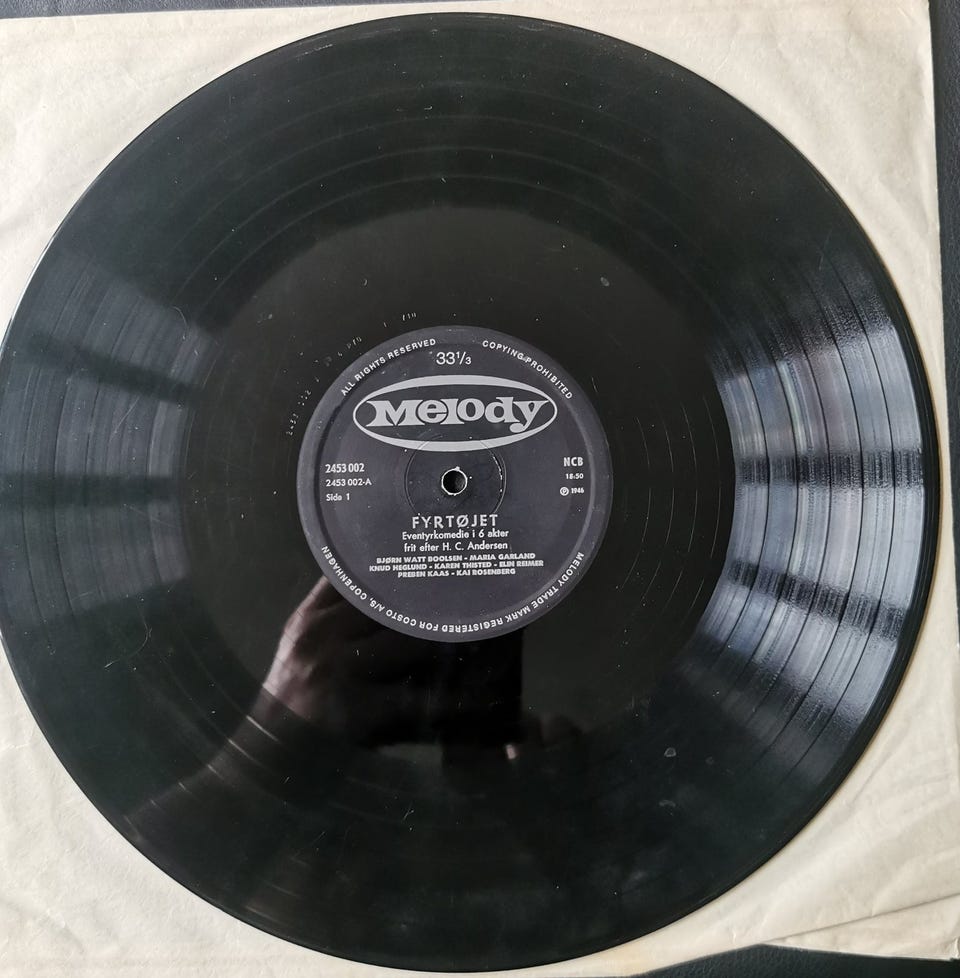 ALL RIGHTS RESERVED
COPYING PROHIBITED
33 1/3
Melody
2453 002
2453 002-A
Side 1
NCB
18:50
℗ 1946
FYRTØJET
Eventyrkomedie i 6 akter
frit efter H. C. Andersen
BJØRN WATT BOOLSEN - MARIA GARLAND
KNUD HEGLUND - KAREN THISTED - ELIN REIMER
PREBEN KAAS - KAI ROSENBERG
MELODY TRADE MARK REGISTERED FOR COSTO A/S, COPENHAGEN